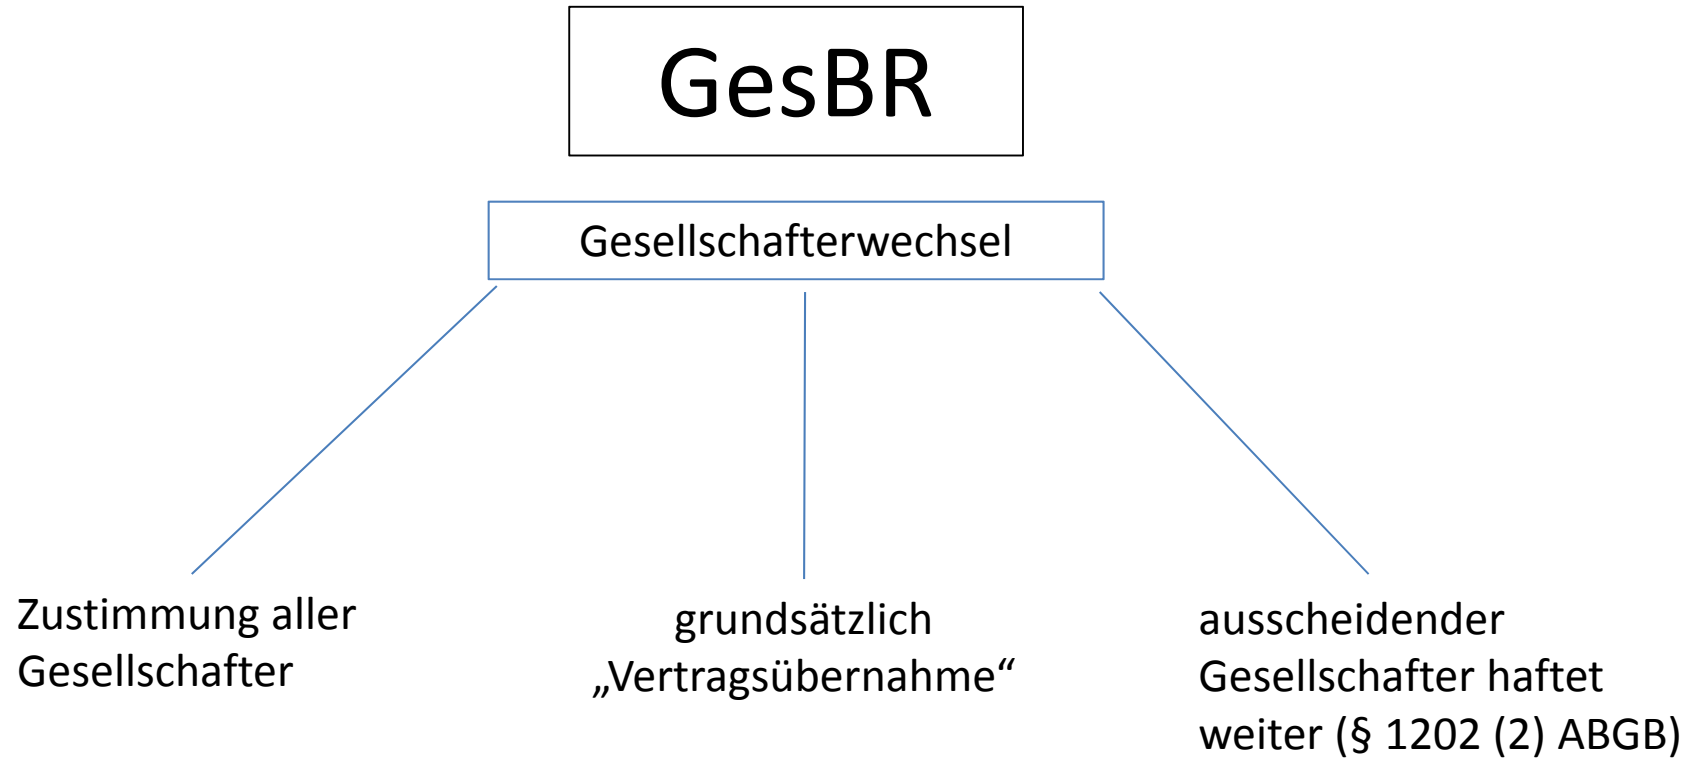 GesBR
Gesellschafterwechsel
Zustimmung aller
Gesellschafter
grundsätzlich
„Vertragsübernahme“
ausscheidender
Gesellschafter haftet
weiter (§ 1202 (2) ABGB)